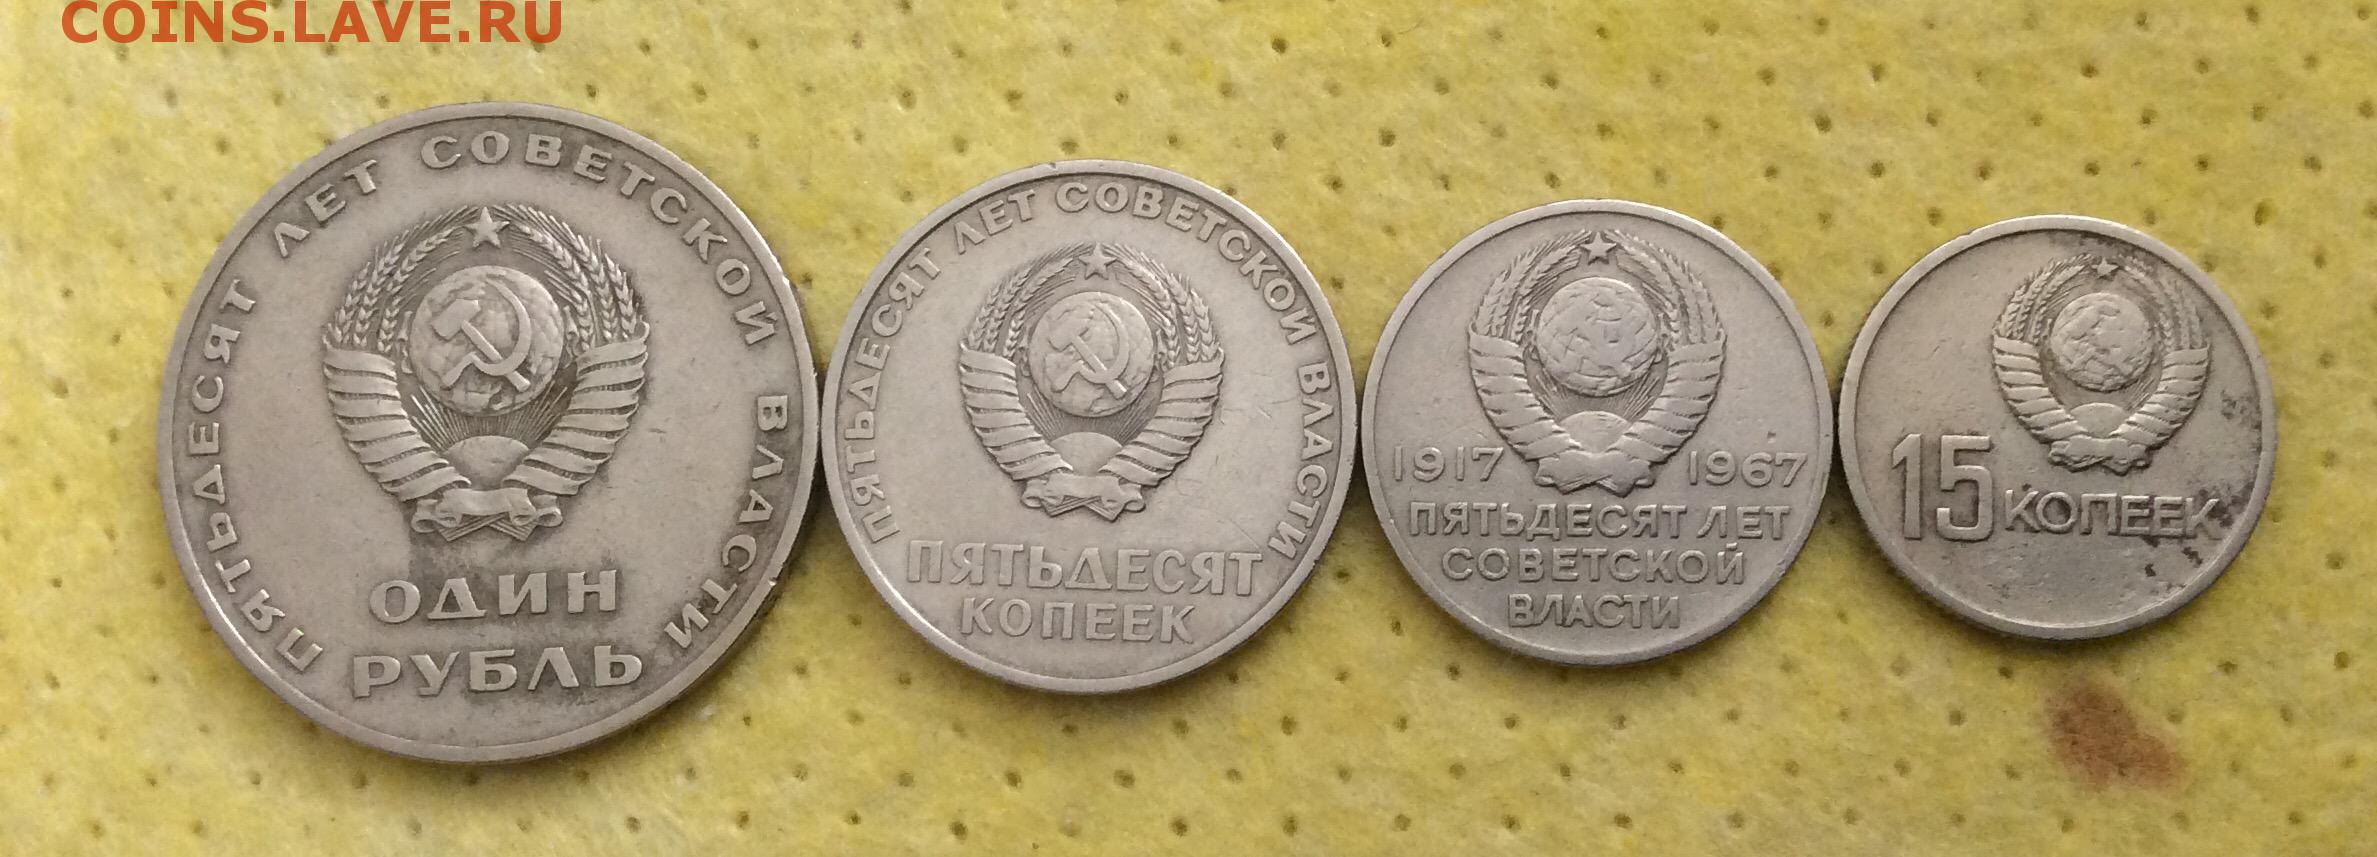 COINS.LAVE.RU
ПЯТЬДЕСЯТ ЛЕТ СОВЕТСКОЙ ВЛАСТИ
ОДИН
РУБЛЬ
ПЯТЬДЕСЯТ ЛЕТ СОВЕТСКОЙ ВЛАСТИ
ПЯТЬДЕСЯТ
КОПЕЕК
1917 1967
ПЯТЬДЕСЯТ ЛЕТ
СОВЕТСКОЙ
ВЛАСТИ
15 КОПЕЕК